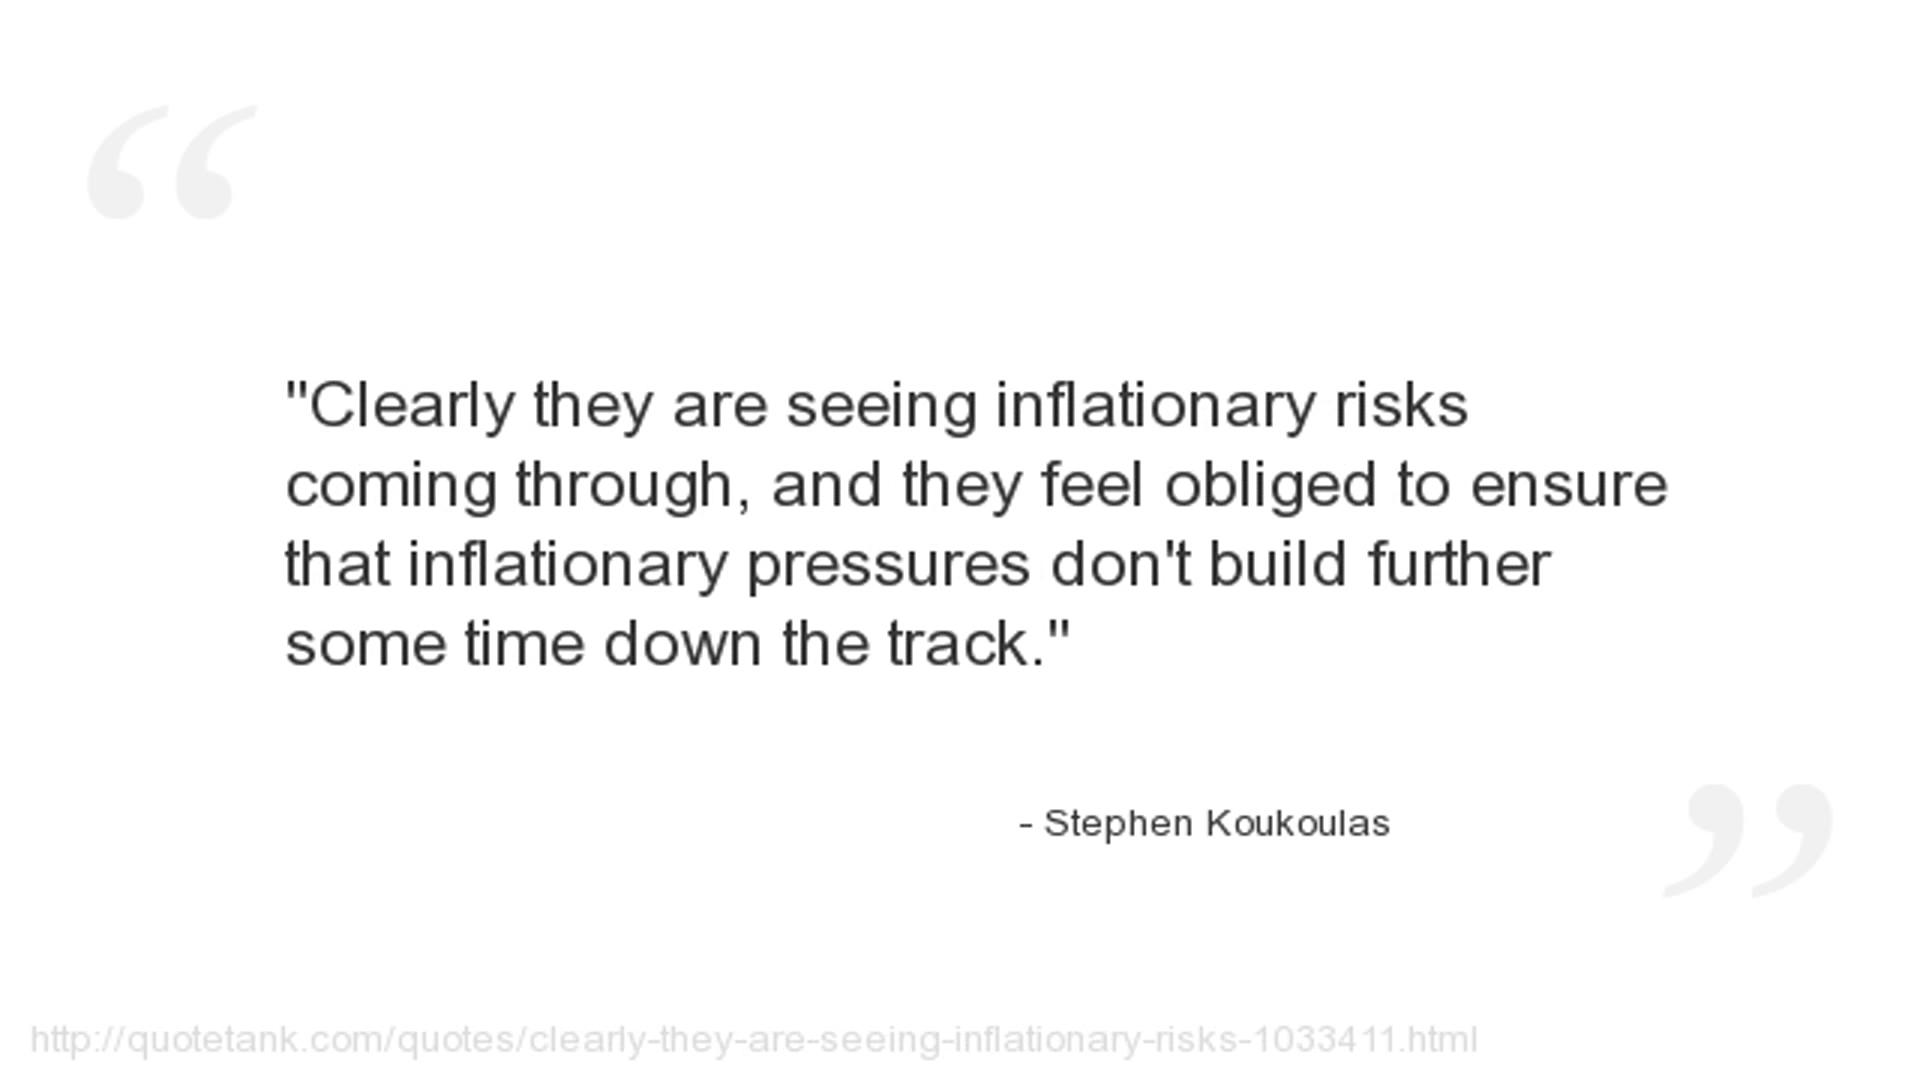 “
"Clearly they are seeing inflationary risks
coming through, and they feel obliged to ensure
that inflationary pressures don't build further
some time down the track."
- Stephen Koukoulas
”
http://quotetank.com/quotes/clearly-they-are-seeing-inflationary-risks-1033411.html